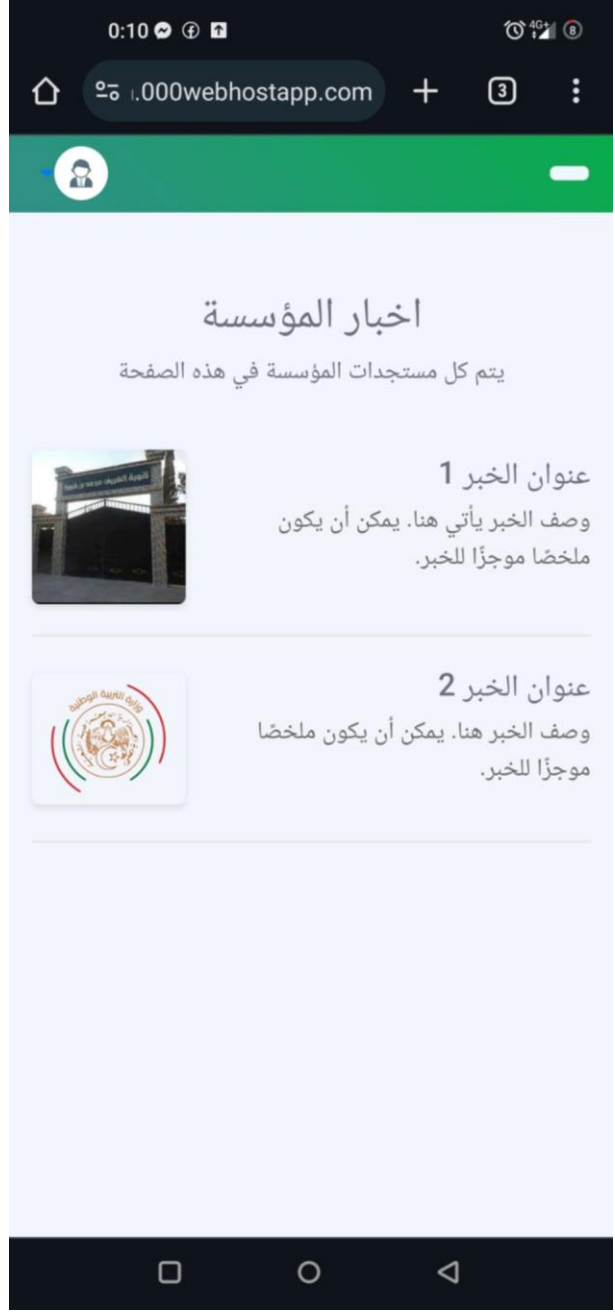 0:10
4G+
8
.000webhostapp.com
3
اخبار المؤسسة
يتم كل مستجدات المؤسسة في هذه الصفحة
عنوان الخبر 1
وصف الخبر يأتي هنا. يمكن أن يكون
ملخصًا موجزًا للخبر.
عنوان الخبر 2
وصف الخبر هنا. يمكن أن يكون ملخصًا
موجزًا للخبر.
وزارة التربية الوطنية